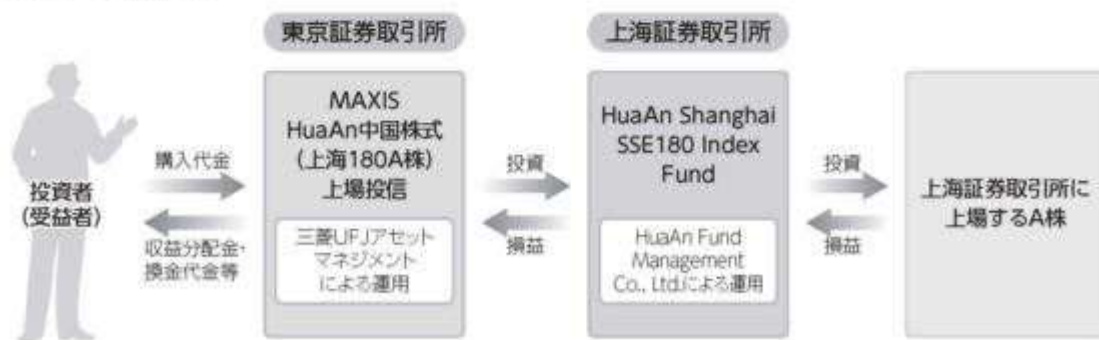 東京証券取引所
上海証券取引所
投資者
(受益者)
購入代金
収益分配金・
換金代金等
MAXIS
HuaAn中国株式
(上海180A株)
上場投信
三菱UFJアセット
マネジメント
による運用
投資
損益
HuaAn Shanghai
SSE180 Index
Fund
HuaAn Fund
Management
Co., Ltd.による運用
投資
損益
上海証券取引所に
上場するA株